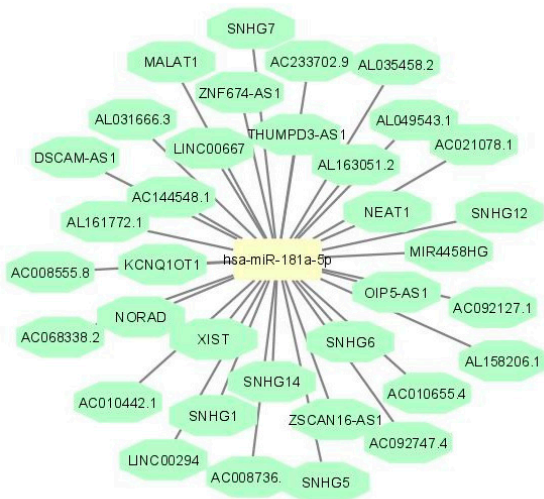 SNHG7
MALAT1
AC233702.9
AL035458.2
ZNF674-AS1
AL031666.3
AL049543.1
THUMPD3-AS1
LINC00667
AC021078.1
DSCAM-AS1
AL163051.2
AC144548.1
NEAT1
SNHG12
AL161772.1
MIR4458HG
hsa-miR-181a-5p
AC008555.8
KCNQ1OT1
OIP5-AS1
AC092127.1
NORAD
AC068338.2
XIST
SNHG6
AL158206.1
SNHG14
AC010655.4
AC010442.1
SNHG1
ZSCAN16-AS1
AC092747.4
LINC00294
AC008736.
SNHG5